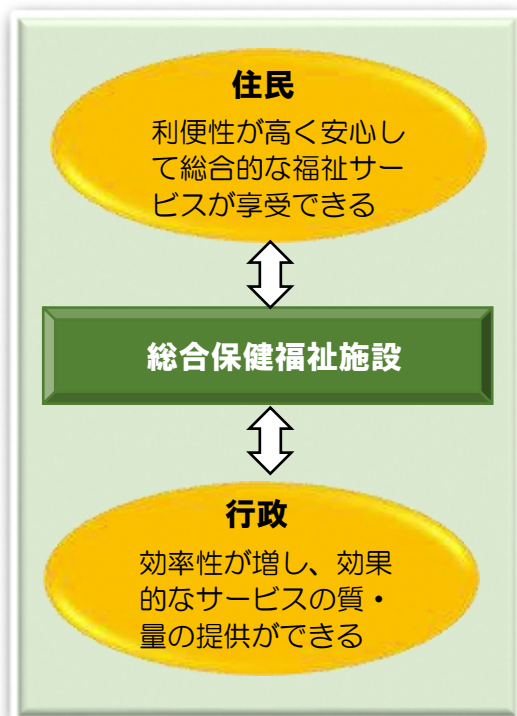 住民
利便性が高く安心し
て総合的な福祉サー
ビスが享受できる
総合保健福祉施設
行政
効率性が増し、効果
的なサービスの質・
量の提供ができる